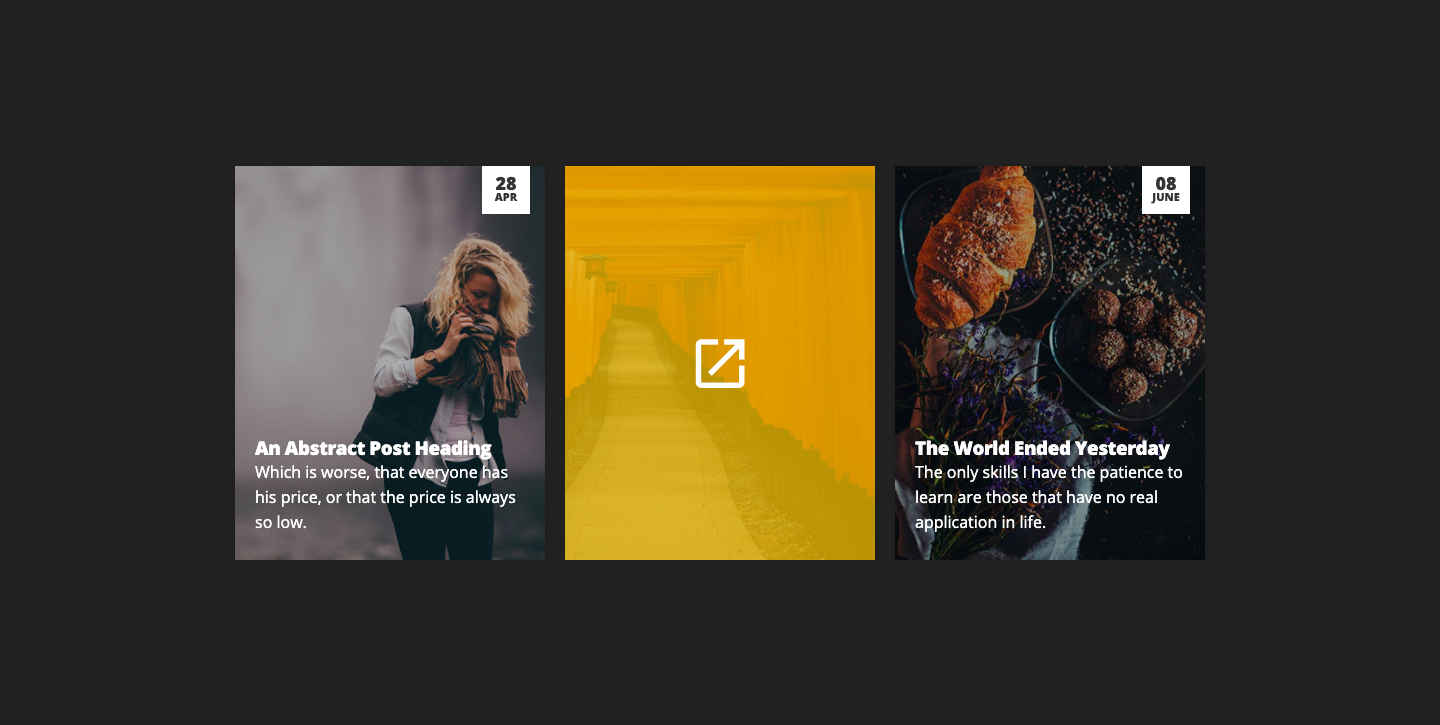 28
APR
An Abstract Post Heading
Which is worse, that everyone has
his price, or that the price is always
so low.
08
JUNE
The World Ended Yesterday
The only skills I have the patience to
learn are those that have no real
application in life.